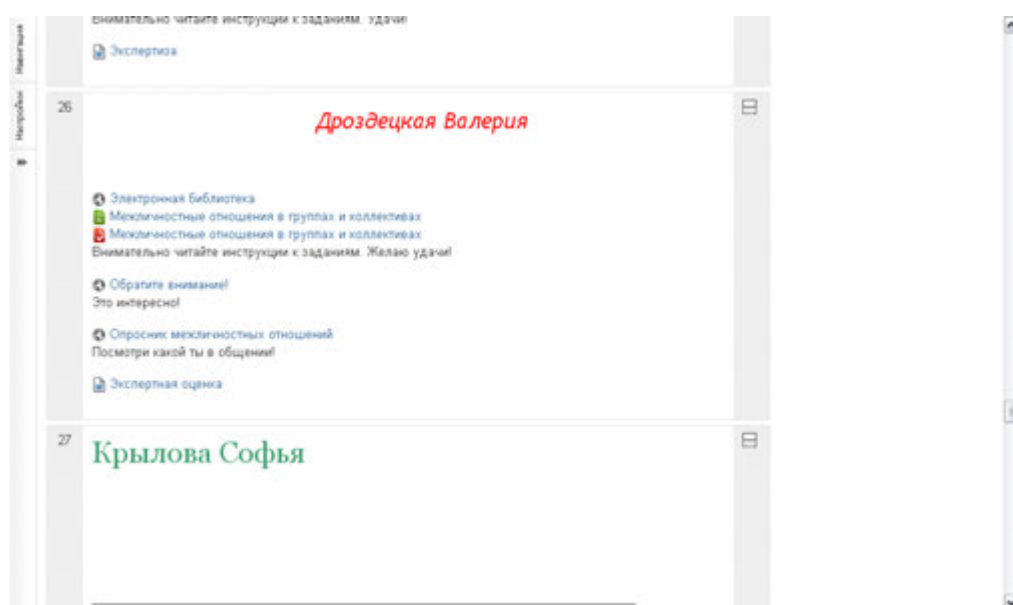 Внимательно читайте инструкции к заданиям. Удачи!
Экспертиза
Навигация
Настройки
26
Дроздецкая Валерия
Электронная библиотека
Межличностные отношения в группах и коллективах
Межличностные отношения в группах и коллективах
Внимательно читайте инструкции к заданиям. Желаю удачи!
Обратите внимание!
Это интересно!
Опросник межличностных отношений
Посмотри какой ты в общении!
Экспертная оценка
27
Крылова Софья